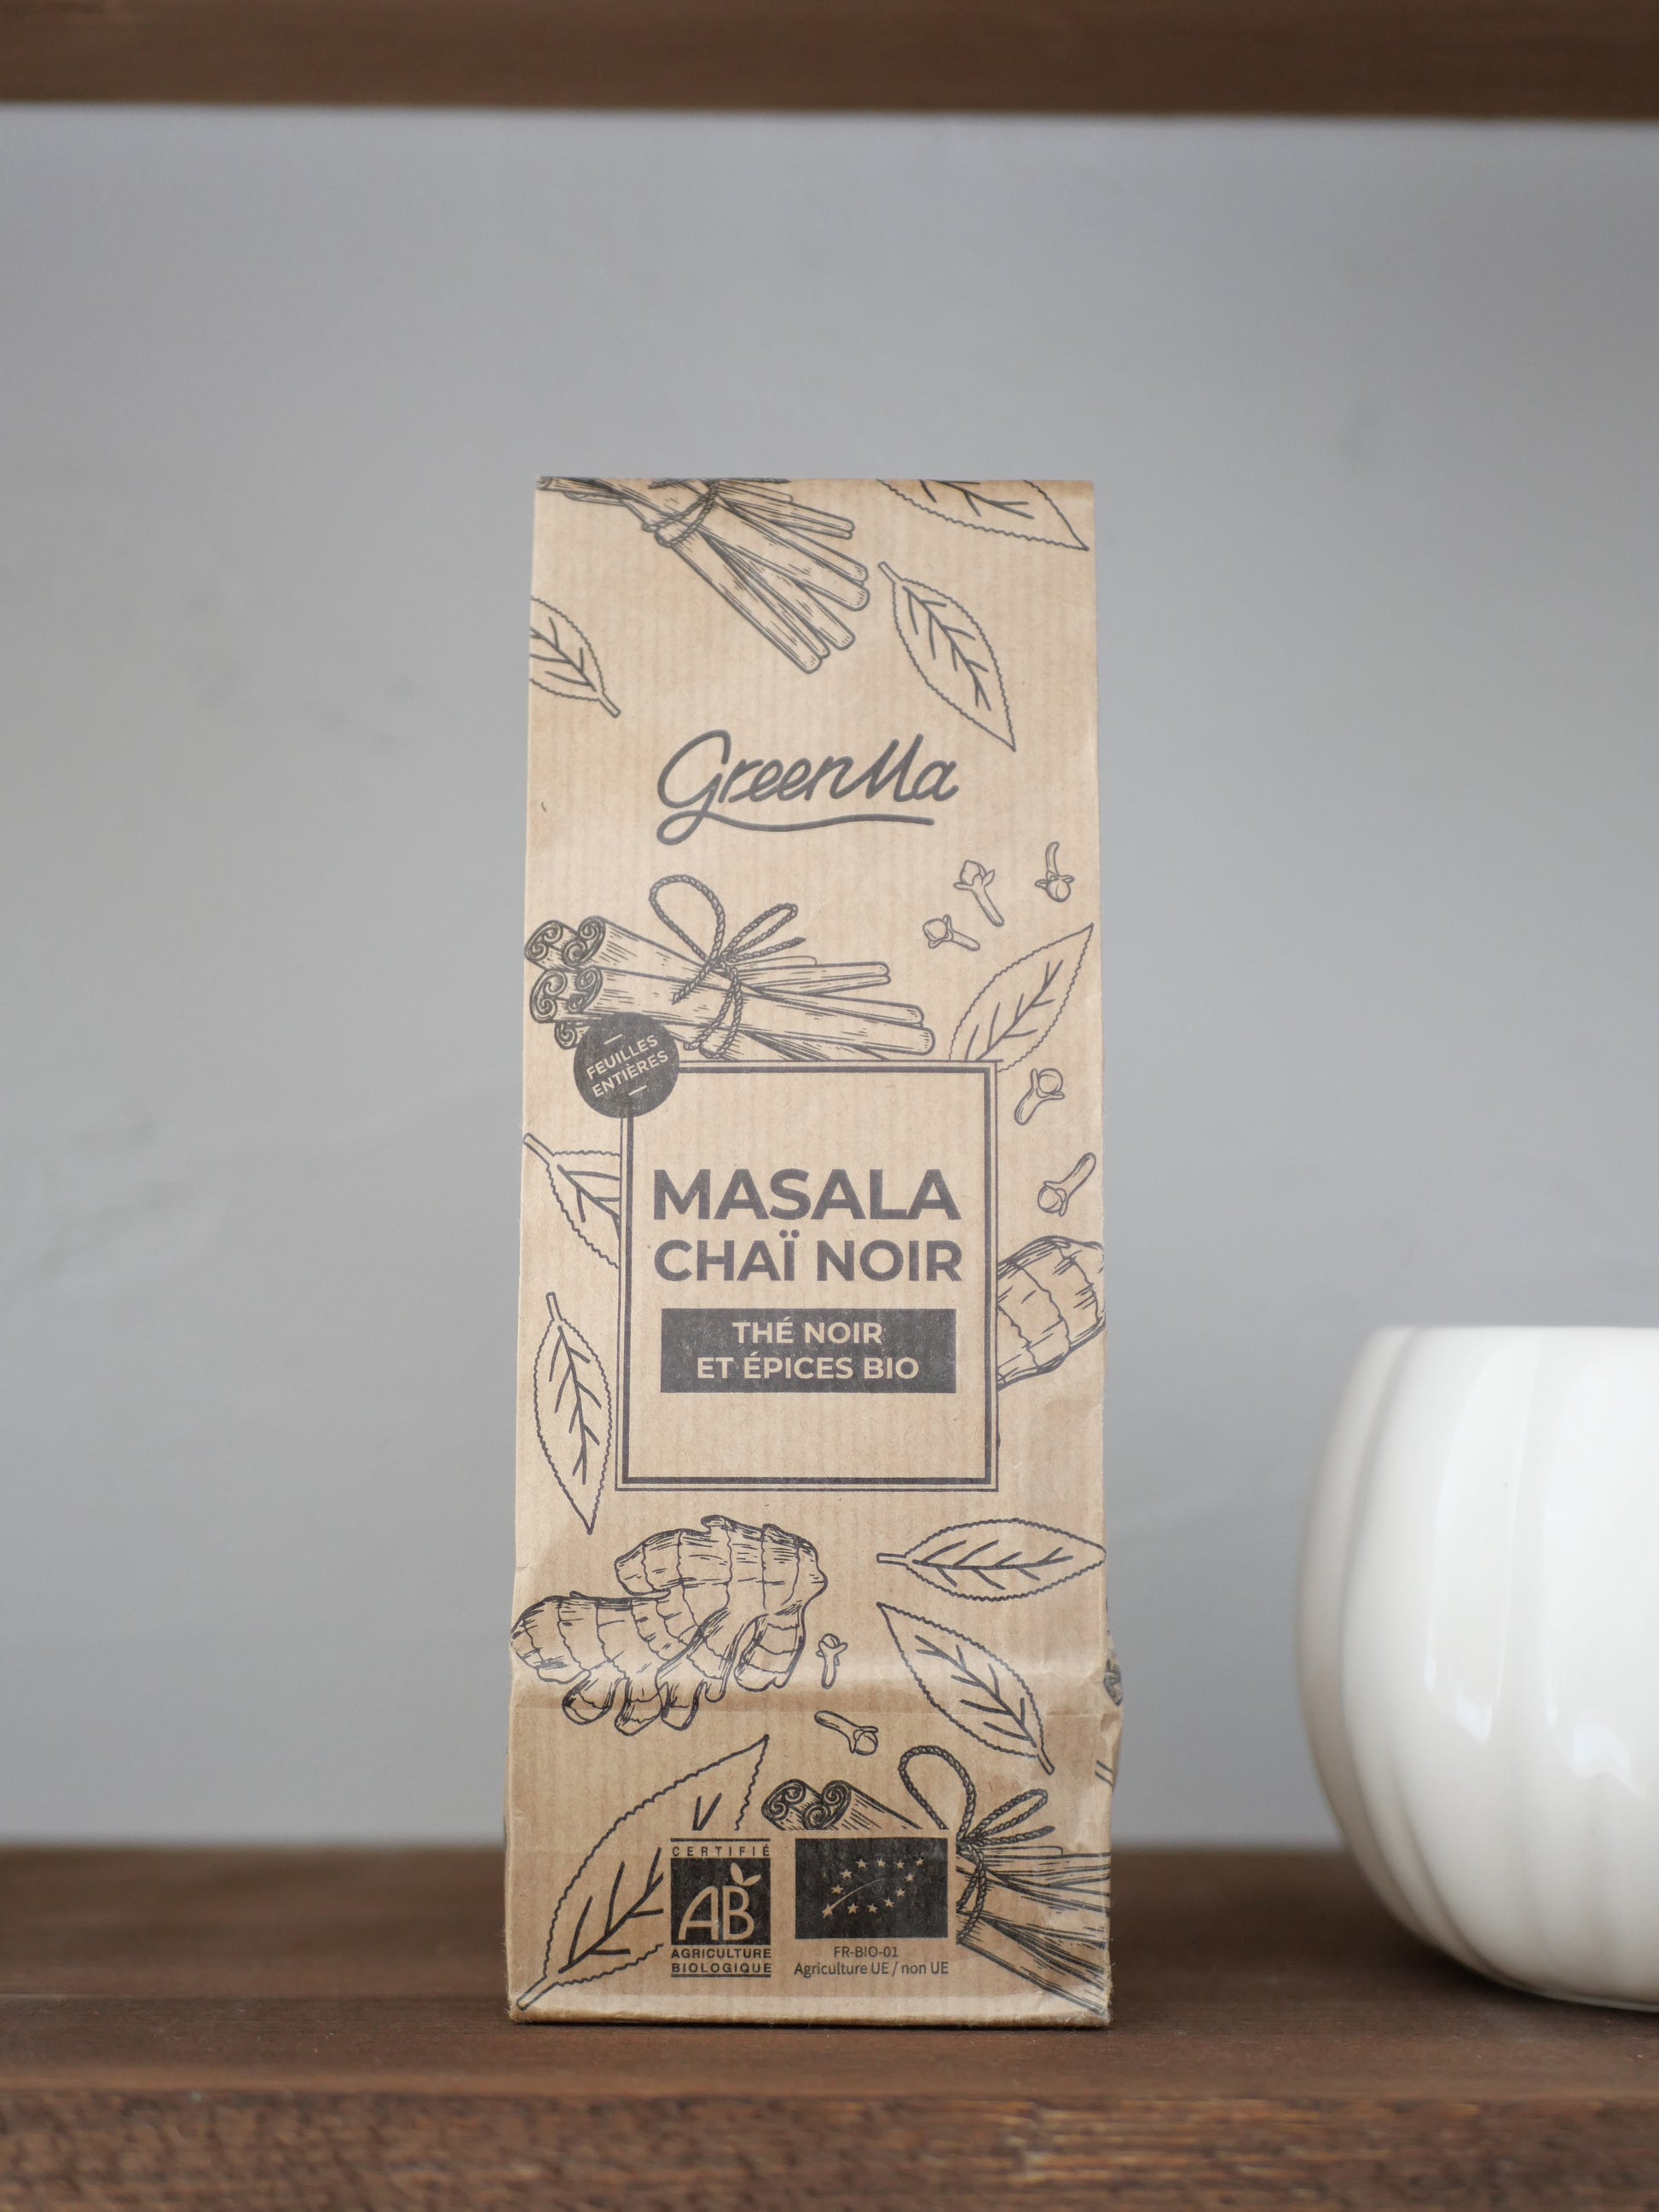 GreenMa
FEUILLES
ENTIÈRES
MASALA
CHAÏ NOIR
THÉ NOIR
ET ÉPICES BIO
CERTIFIÉ
AB
AGRICULTURE
BIOLOGIQUE
FR-BIO-01
Agriculture UE / non UE